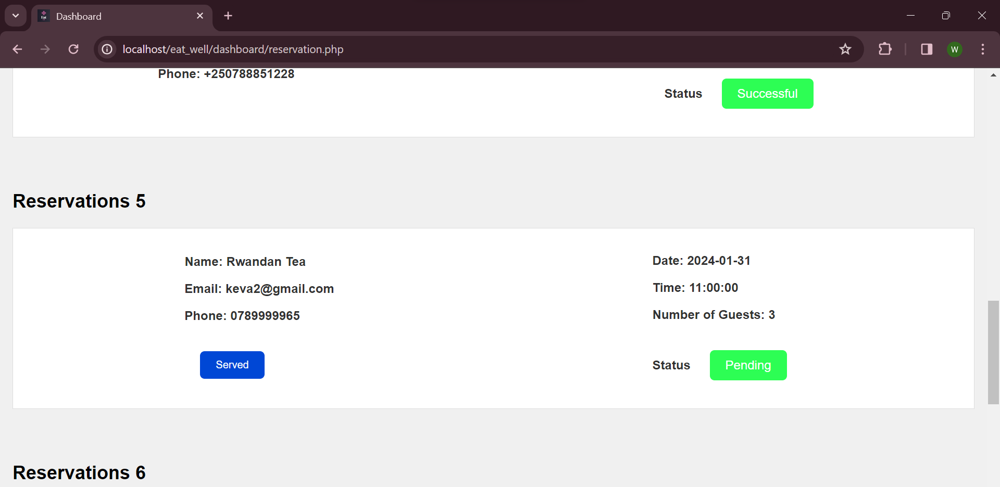 Dashboard
localhost/eat_well/dashboard/reservation.php
W
Phone: +250788851228
Status Successful
Reservations 5
Name: Rwandan Tea
Email: keva2@gmail.com
Phone: 0789999965
Served
Date: 2024-01-31
Time: 11:00:00
Number of Guests: 3
Status Pending
Reservations 6